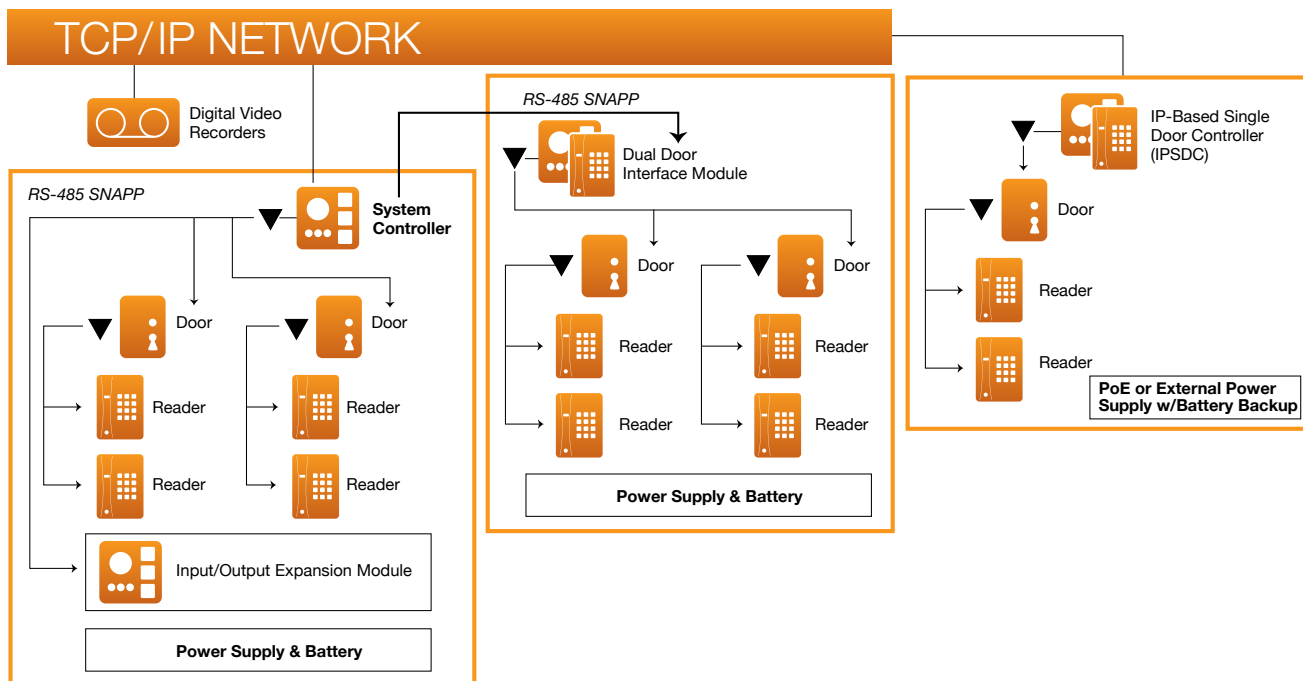 TCP/IP NETWORK
Digital Video
Recorders
RS-485 SNAPP
System
Controller
Door
Door
Reader
Reader
Reader
Reader
Input/Output Expansion Module
Power Supply & Battery
RS-485 SNAPP
Dual Door
Interface Module
Door
Door
Reader
Reader
Reader
Reader
Power Supply & Battery
IP-Based Single
Door Controller
(IPSDC)
Door
Reader
Reader
PoE or External Power
Supply w/Battery Backup